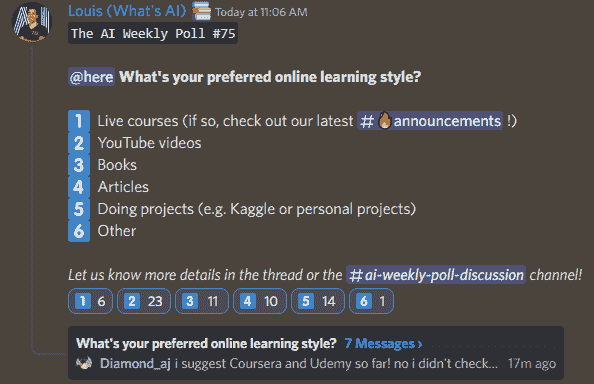 Louis (What's AI) Today at 11:06 AM
The AI Weekly Poll #75
@here What's your preferred online learning style?
1 Live courses (if so, check out our latest #announcements !)
2 YouTube videos
3 Books
4 Articles
5 Doing projects (e.g. Kaggle or personal projects)
6 Other
Let us know more details in the thread or the #ai-weekly-poll-discussion channel!
1 6 2 23 3 11 4 10 5 14 6 1
What's your preferred online learning style? 7 Messages ›
Diamond_aj i suggest Coursera and Udemy so far! no i didn't check... 17m ago